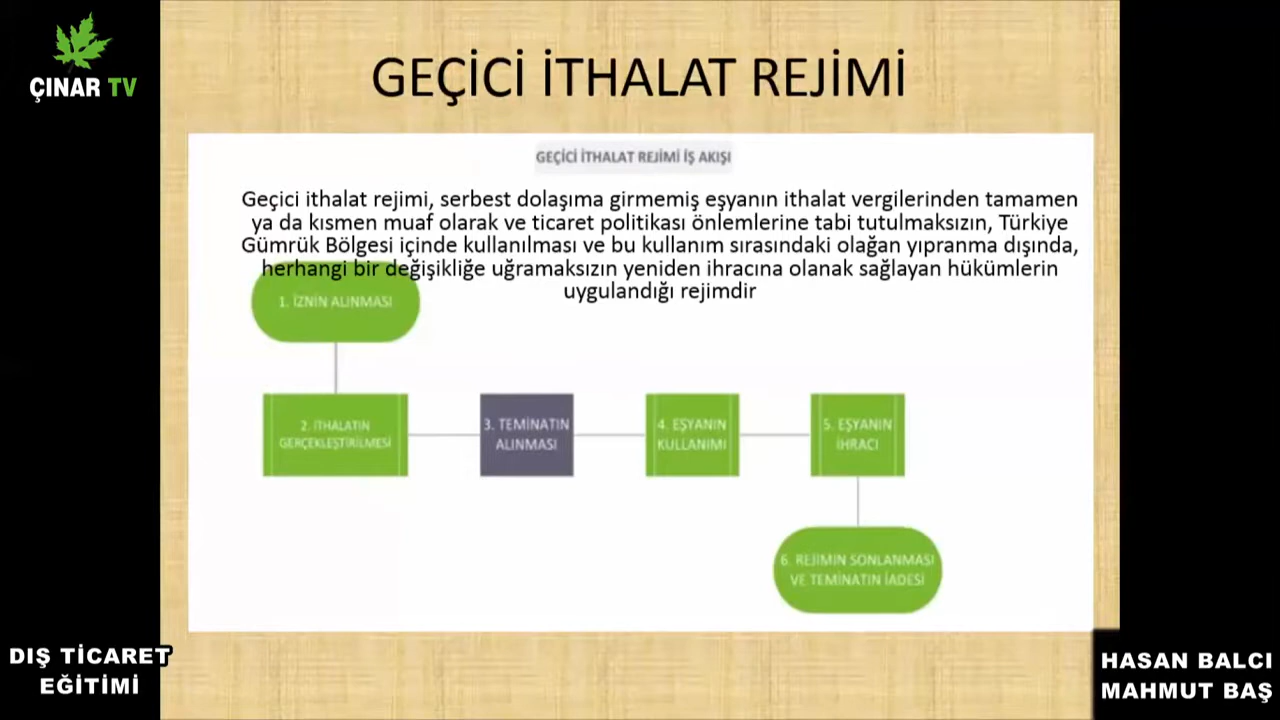 ÇINAR TV
GEÇİCİ İTHALAT REJİMİ
GEÇİCİ İTHALAT REJİMİ İŞ AKIŞI
Geçici ithalat rejimi, serbest dolaşıma girmemiş eşyanın ithalat vergilerinden tamamen
ya da kısmen muaf olarak ve ticaret politikası önlemlerine tabi tutulmaksızın, Türkiye
Gümrük Bölgesi içinde kullanılması ve bu kullanım sırasındaki olağan yıpranma dışında,
herhangi bir değişikliğe uğramaksızın yeniden ihracına olanak sağlayan hükümlerin
uygulandığı rejimdir
1. İZNİN ALINMASI
2. İTHALATIN
GERÇEKLEŞTİRİLMESİ
3. TEMİNATIN
ALINMASI
4. EŞYANIN
KULLANIMI
5. EŞYANIN
İHRACI
6. REJİMİN SONLANMASI
VE TEMİNATIN İADESİ
DIŞ TİCARET
EĞİTİMİ
HASAN BALCI
MAHMUT BAŞ